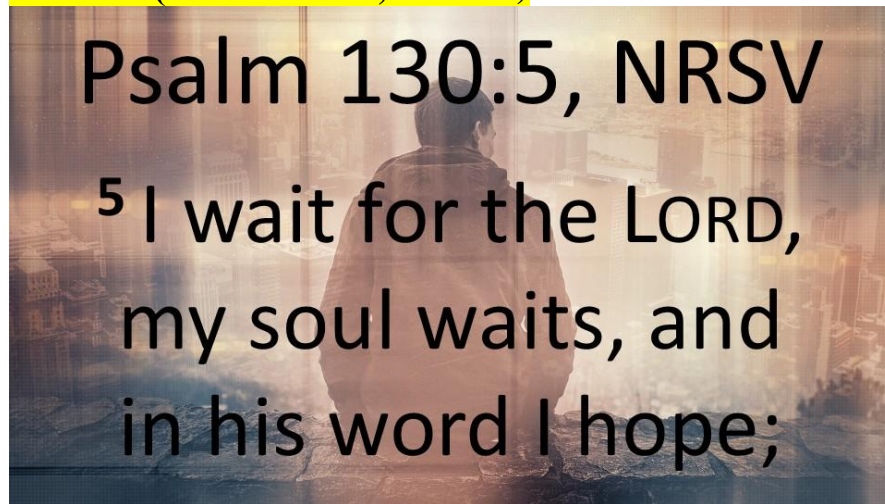 Psalm 130:5, NRSV
⁵ I wait for the LORD,
my soul waits, and
in his word I hope;